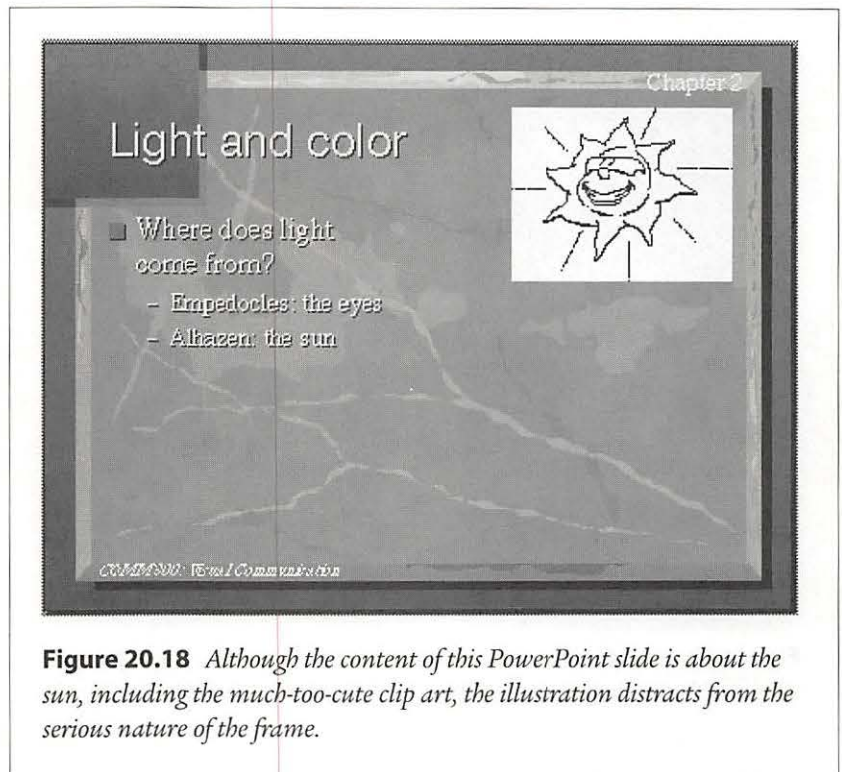 Chapter 2
Light and color
Where does light
come from?
– Empedocles: the eyes
– Alhazen: the sun
COMM300: Visual Communication
Figure 20.18 Although the content of this PowerPoint slide is about the
sun, including the much-too-cute clip art, the illustration distracts from the
serious nature of the frame.